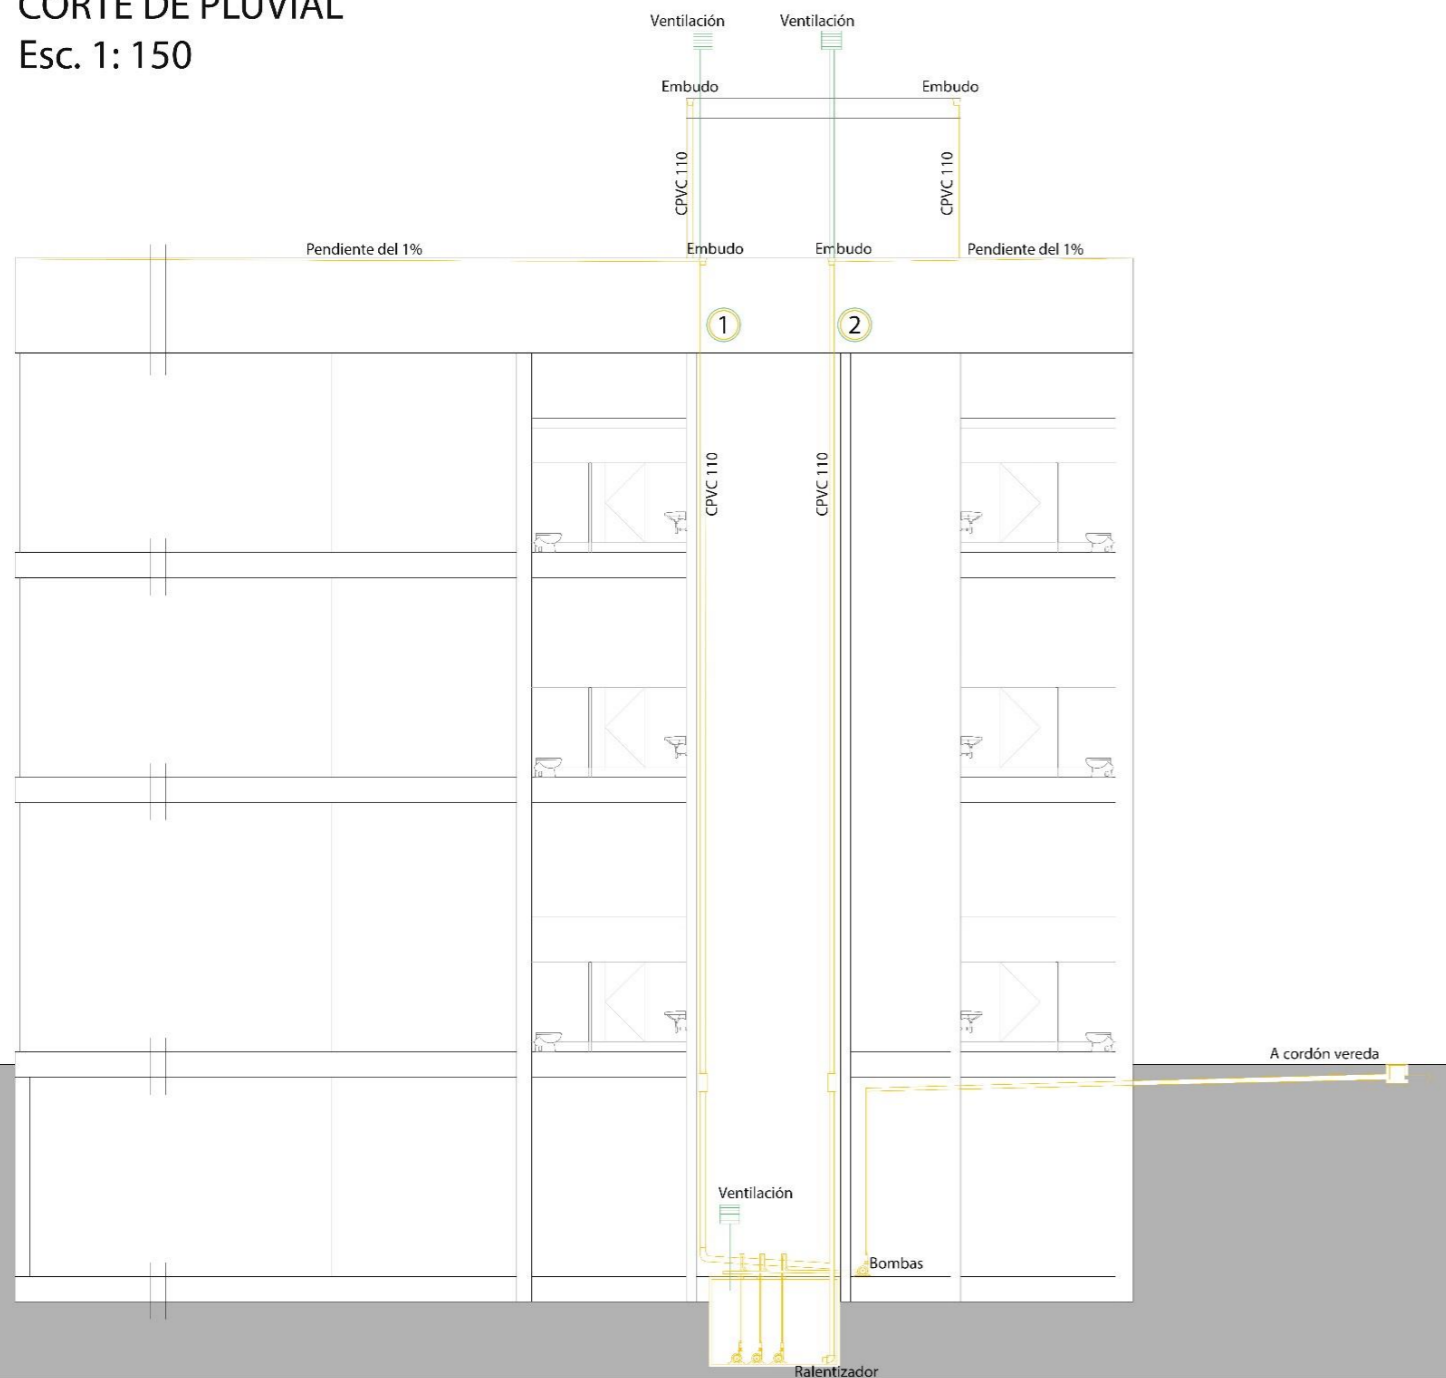 CORTE DE PLUVIAL
Esc. 1: 150
Ventilación
Ventilación
Embudo
Embudo
CPVC 110
CPVC 110
Pendiente del 1%
Embudo
Embudo
Pendiente del 1%
1
2
CPVC 110
CPVC 110
A cordón vereda
Ventilación
Bombas
Ralentizador